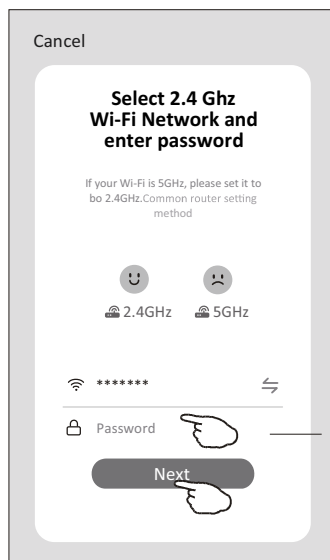 Cancel
Select 2.4 Ghz
Wi-Fi Network and
enter password
If your Wi-Fi is 5GHz, please set it to
bo 2.4GHz.Common router setting
method
2.4GHz 5GHz
*******
Password
Next